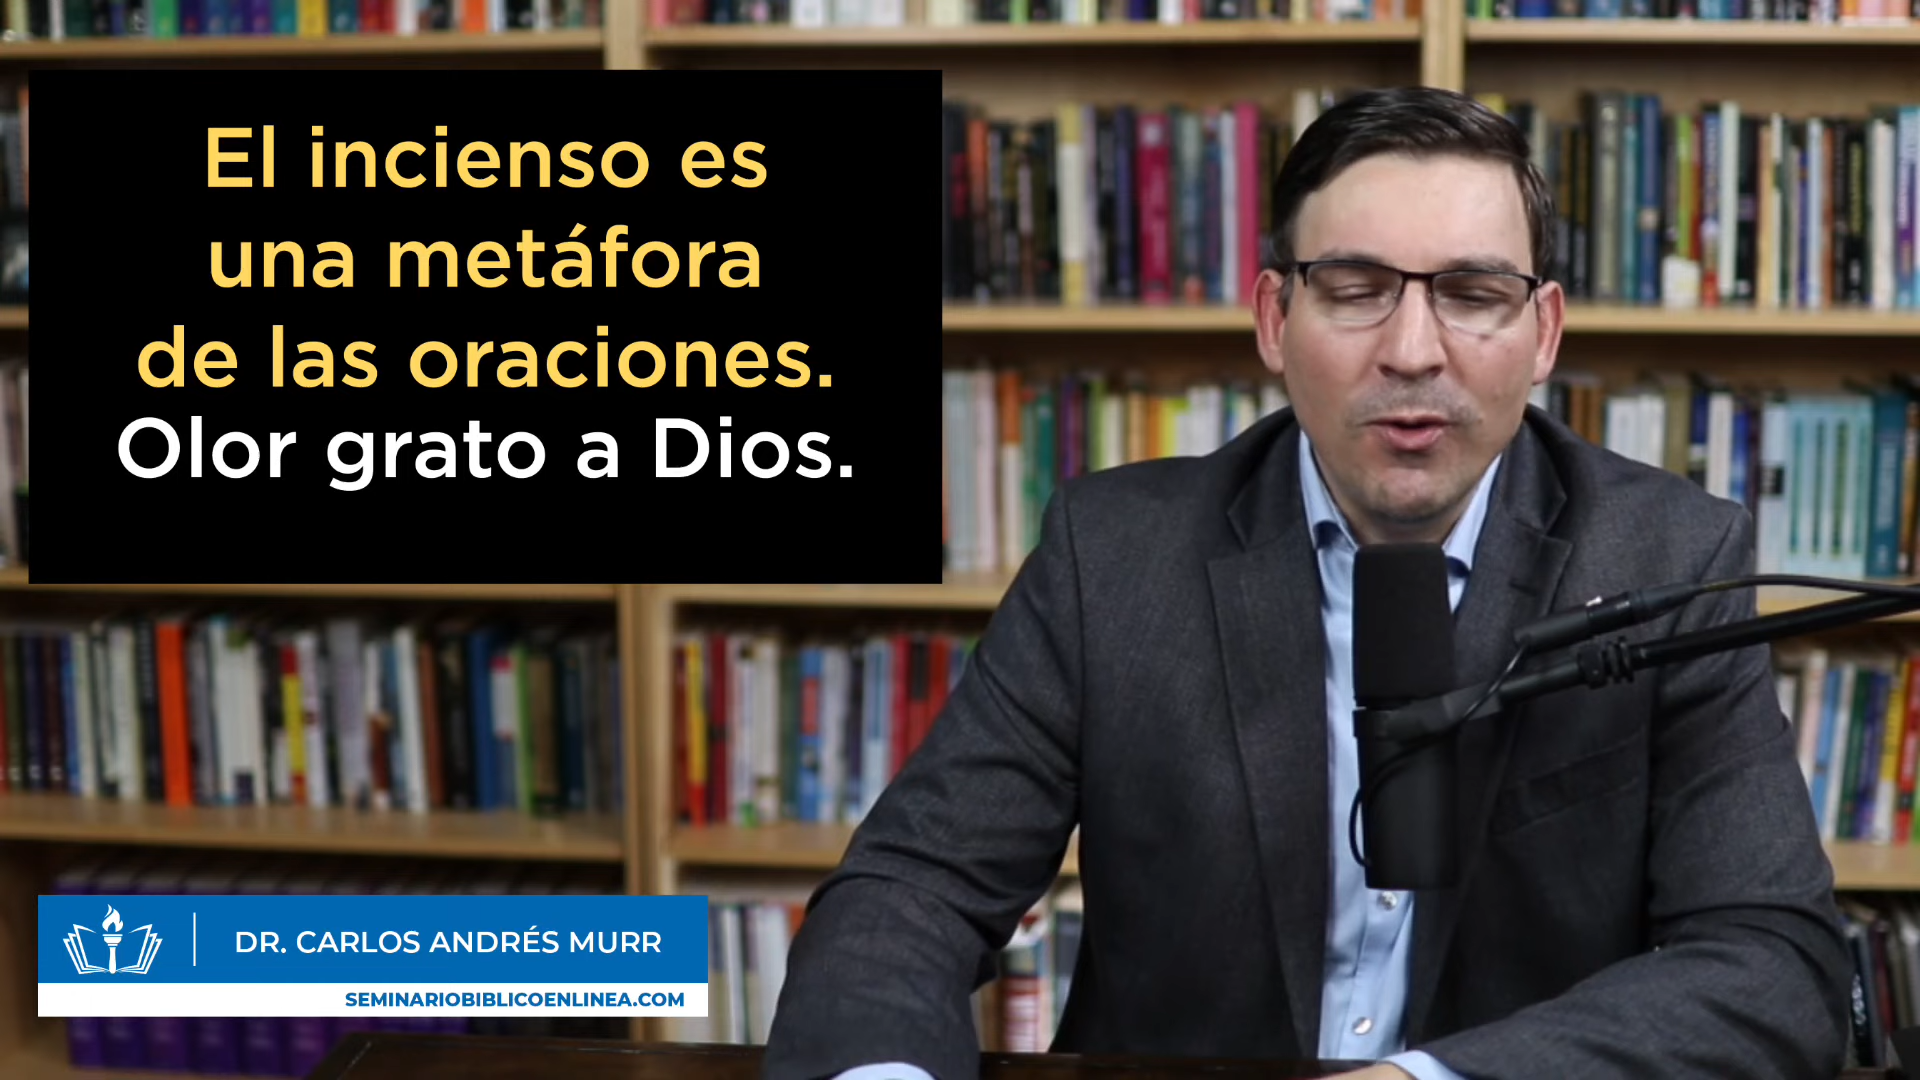 El incienso es
una metáfora
de las oraciones.
Olor grato a Dios.
DR. CARLOS ANDRÉS MURR
SEMINARIOBIBLICOENLINEA.COM